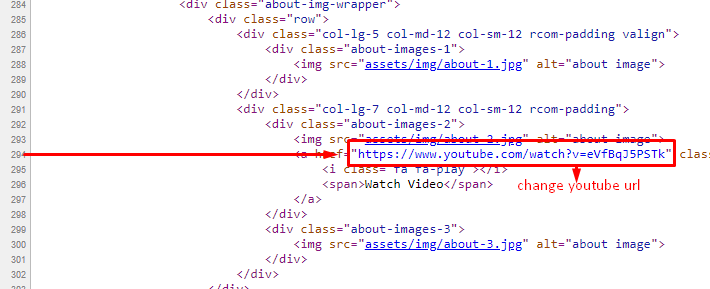 284 <div class="about-img-wrapper">
285 <div class="row">
286 <div class="col-lg-5 col-md-12 col-sm-12 rcom-padding valign">
287 <div class="about-images-1">
288 <img src="assets/img/about-1.jpg" alt="about image">
289 </div>
290 </div>
291 <div class="col-lg-7 col-md-12 col-sm-12 rcom-padding">
292 <div class="about-images-2">
293 <img src="assets/img/about-2.jpg" alt="about image">
294 <a href="https://www.youtube.com/watch?v=eVfBqJ5PSTk" class
295 <i class="fa fa-play"></i>
296 <span>Watch Video</span>
change youtube url
297 </a>
298 </div>
299 <div class="about-images-3">
300 <img src="assets/img/about-3.jpg" alt="about image">
301 </div>
302 </div>
303 </div>